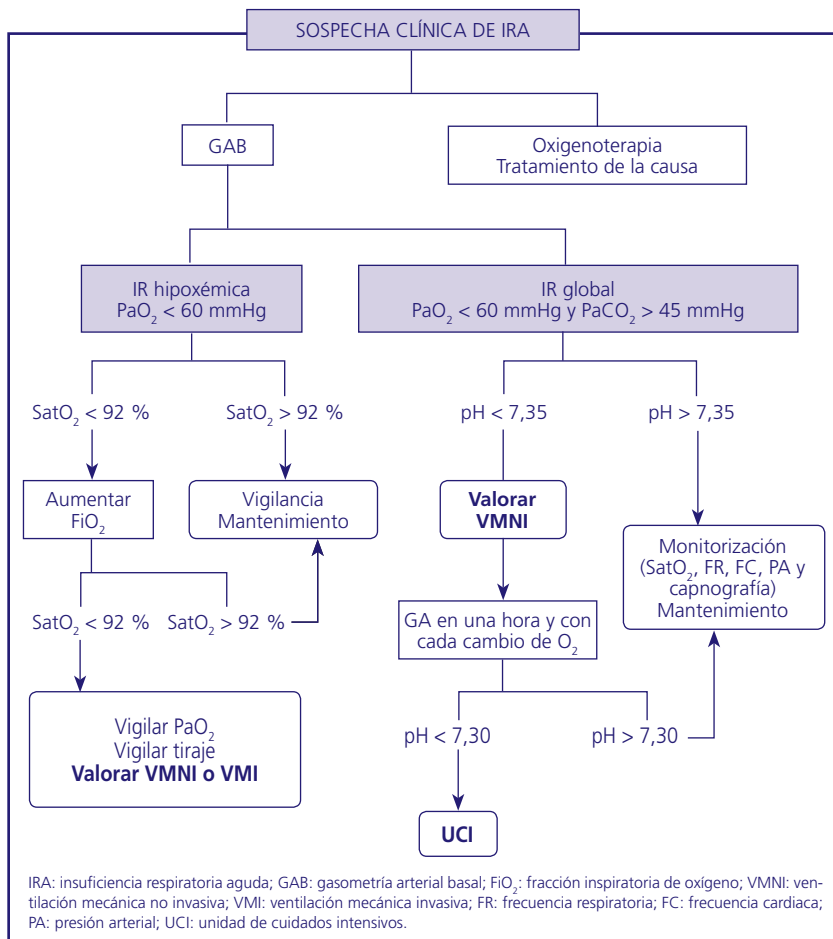 SOSPECHA CLÍNICA DE IRA
GAB
Oxigenoterapia
Tratamiento de la causa
IR hipoxémica
PaO₂ < 60 mmHg
IR global
PaO₂ < 60 mmHg y PaCO₂ > 45 mmHg
SatO₂ < 92 %
SatO₂ > 92 %
pH < 7,35
pH > 7,35
Aumentar
FiO₂
Vigilancia
Mantenimiento
Valorar
VMNI
Monitorización
(SatO₂, FR, FC, PA y
capnografía)
Mantenimiento
SatO₂ < 92 %
SatO₂ > 92 %
GA en una hora y con
cada cambio de O₂
Vigilar PaO₂
Vigilar tiraje
Valorar VMNI o VMI
pH < 7,30
pH > 7,30
UCI
IRA: insuficiencia respiratoria aguda; GAB: gasometría arterial basal; FiO₂: fracción inspiratoria de oxígeno; VMNI: ven-
tilación mecánica no invasiva; VMI: ventilación mecánica invasiva; FR: frecuencia respiratoria; FC: frecuencia cardiaca;
PA: presión arterial; UCI: unidad de cuidados intensivos.